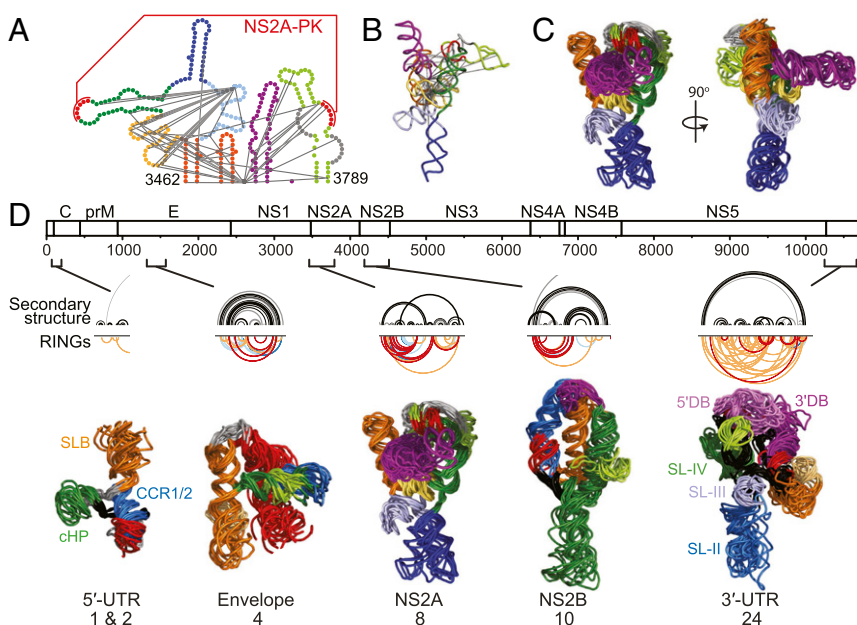 A
NS2A-PK
3462
3789
B
C
90°
D
C prM E NS1 NS2A NS2B NS3 NS4A NS4B NS5
0 1000 2000 3000 4000 5000 6000 7000 8000 9000 10000
Secondary
structure
RINGs
SLB
CCR1/2
cHP
5'DB
3'DB
SL-IV
SL-III
SL-II
5′-UTR
1 & 2
Envelope
4
NS2A
8
NS2B
10
3′-UTR
24